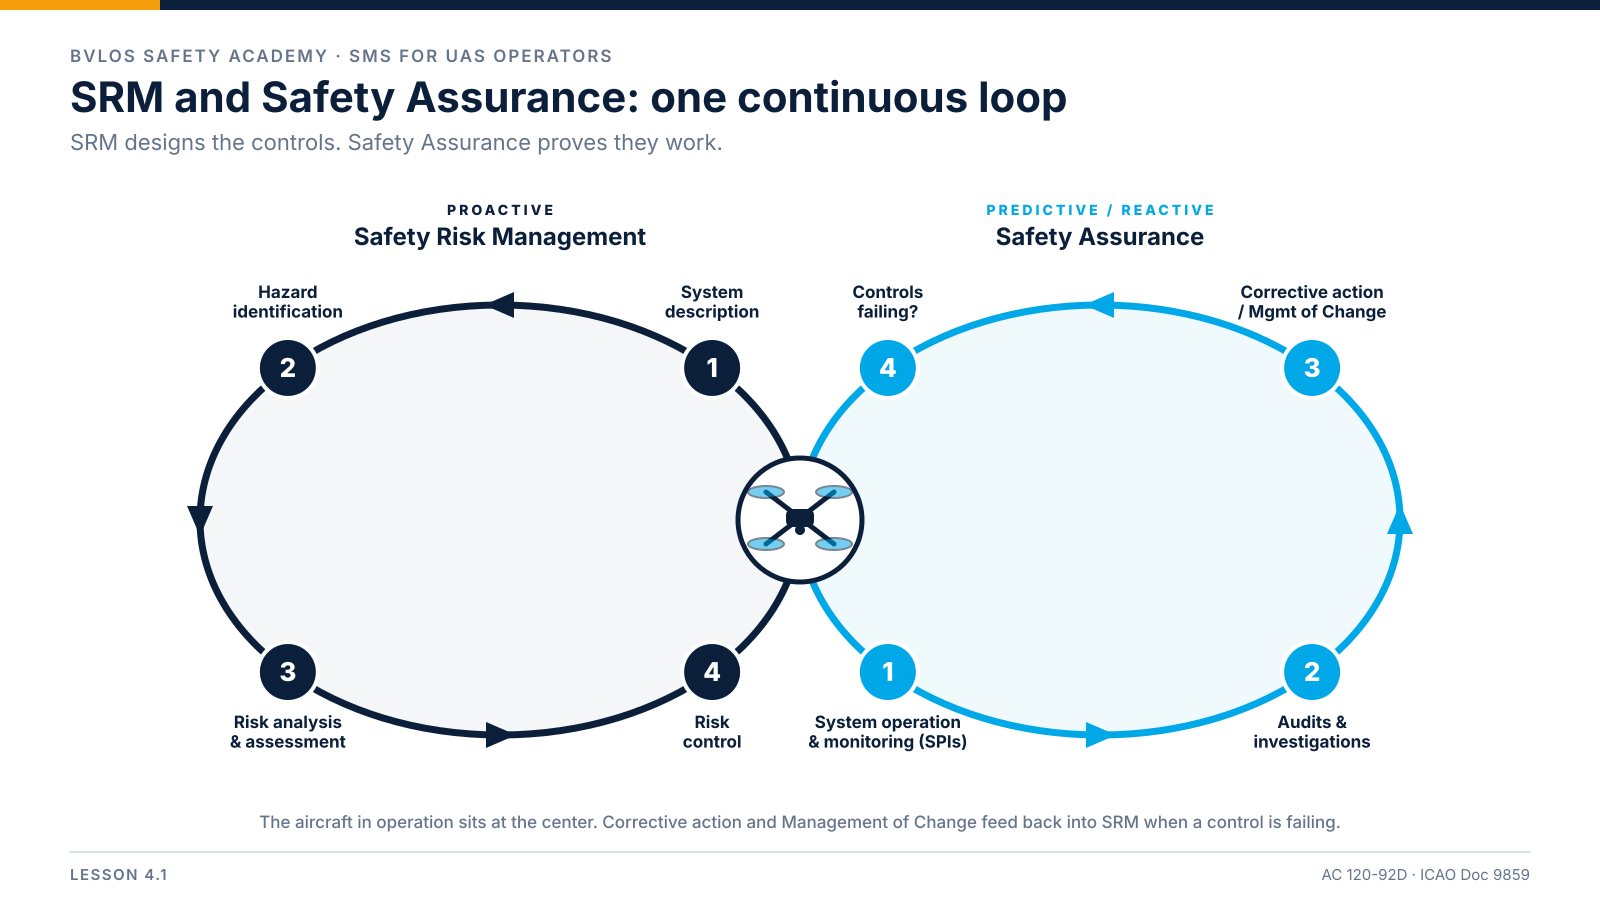 BVLOS SAFETY ACADEMY · SMS FOR UAS OPERATORS
SRM and Safety Assurance: one continuous loop
SRM designs the controls. Safety Assurance proves they work.
PROACTIVE
Safety Risk Management
PREDICTIVE / REACTIVE
Safety Assurance
Hazard
identification
System
description
Controls
failing?
Corrective action
/ Mgmt of Change
2
1
4
3
3
4
1
2
Risk analysis
& assessment
Risk
control
System operation
& monitoring (SPIs)
Audits &
investigations
The aircraft in operation sits at the center. Corrective action and Management of Change feed back into SRM when a control is failing.
LESSON 4.1
AC 120-92D · ICAO Doc 9859